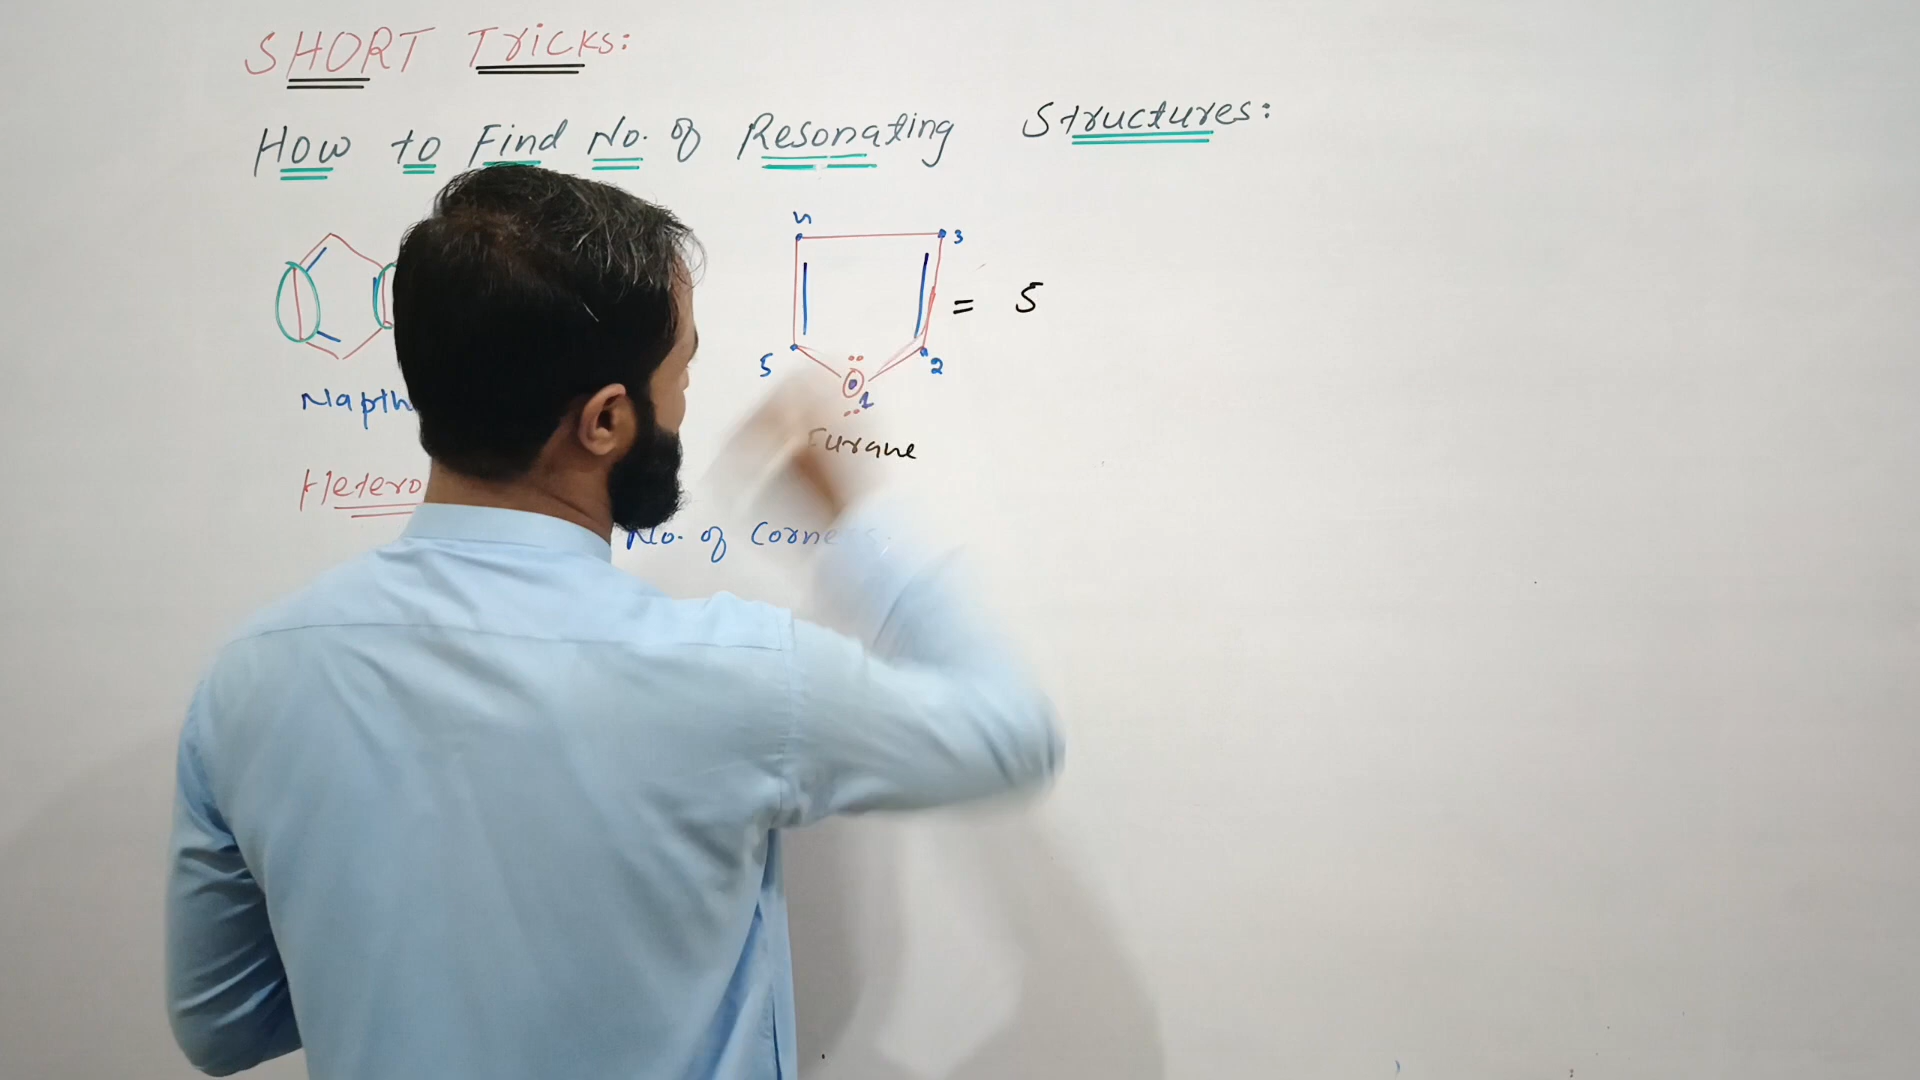 SHORT Tricks:
How to Find No. of Resonating Structures:
4
3
= 5
5
2
1
Napth
Furane
Hetero
No. of Corners